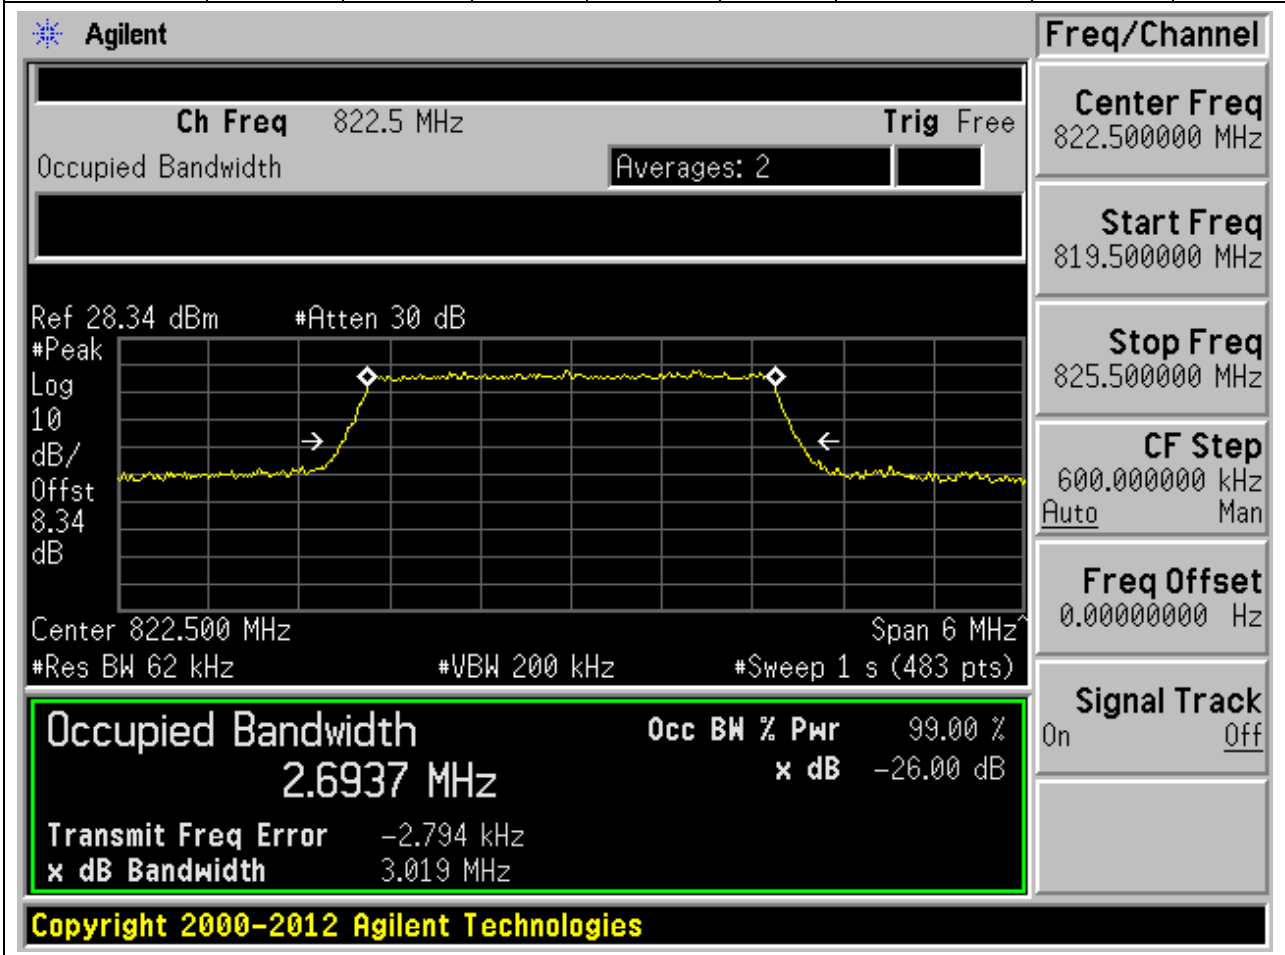 Agilent
Ch Freq 822.5 MHz Trig Free
Occupied Bandwidth Averages: 2
Ref 28.34 dBm #Atten 30 dB
#Peak
Log
10
dB/
Offst
8.34
dB
Center 822.500 MHz Span 6 MHz^
#Res BW 62 kHz #VBW 200 kHz #Sweep 1 s (483 pts)
Occupied Bandwidth Occ BW % Pwr 99.00 %
2.6937 MHz x dB -26.00 dB
Transmit Freq Error -2.794 kHz
x dB Bandwidth 3.019 MHz
Copyright 2000-2012 Agilent Technologies
Freq/Channel
Center Freq
822.500000 MHz
Start Freq
819.500000 MHz
Stop Freq
825.500000 MHz
CF Step
600.000000 kHz
Auto Man
Freq Offset
0.00000000 Hz
Signal Track
On Off